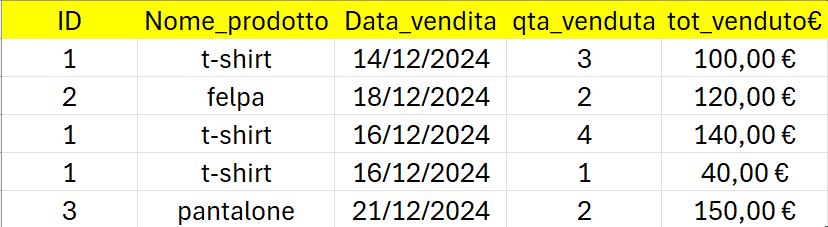 ID Nome_prodotto Data_vendita qta_venduta tot_venduto€
1 t-shirt 14/12/2024 3 100,00 €
2 felpa 18/12/2024 2 120,00 €
1 t-shirt 16/12/2024 4 140,00 €
1 t-shirt 16/12/2024 1 40,00 €
3 pantalone 21/12/2024 2 150,00 €